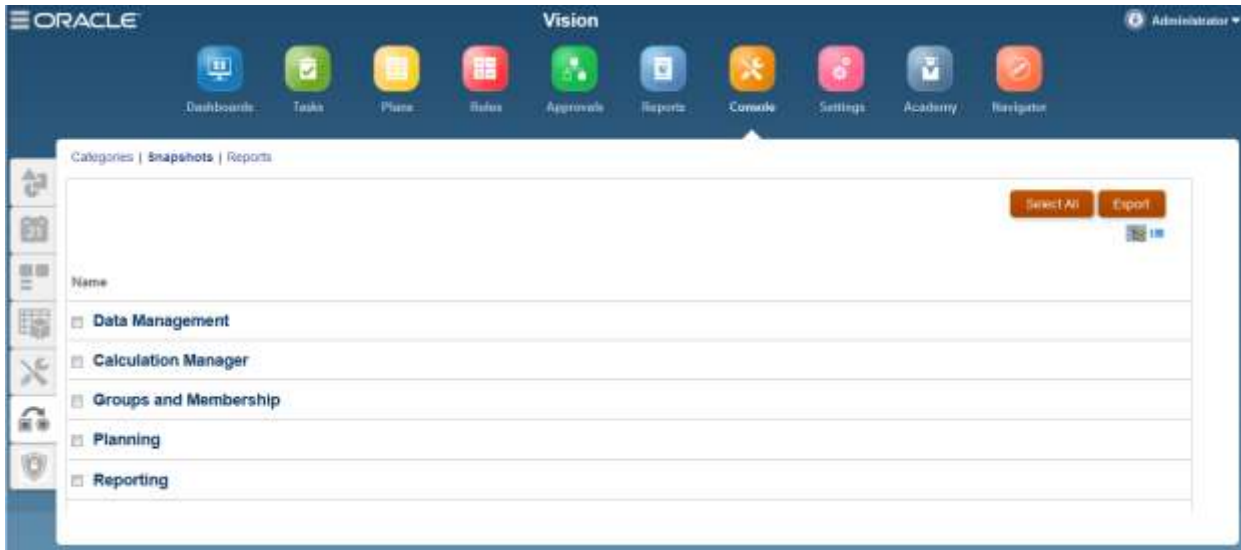 ORACLE Vision Administrator
Dashboards Tasks Plans Rules Approvals Reports Console Settings Academy Navigator
Categories | Snapshots | Reports
Select All Export
Name
Data Management
Calculation Manager
Groups and Membership
Planning
Reporting